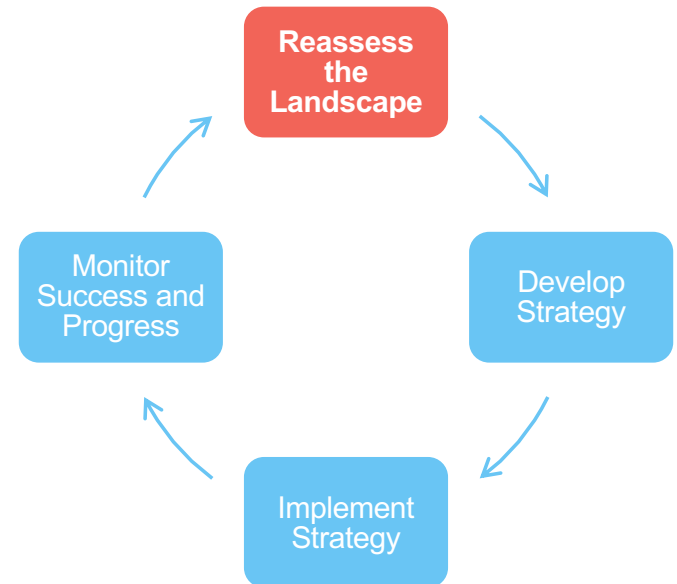 Reassess
the
Landscape
Develop
Strategy
Implement
Strategy
Monitor
Success and
Progress